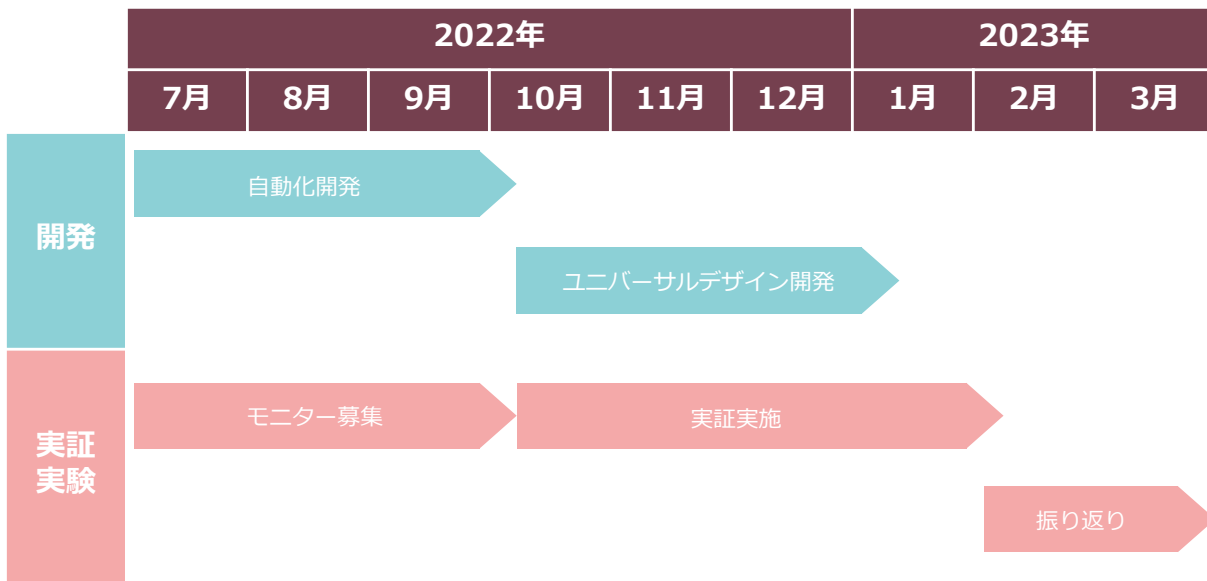 2022年
2023年
7月
8月
9月
10月
11月
12月
1月
2月
3月
開発
自動化開発
ユニバーサルデザイン開発
実証
実験
モニター募集
実証実施
振り返り